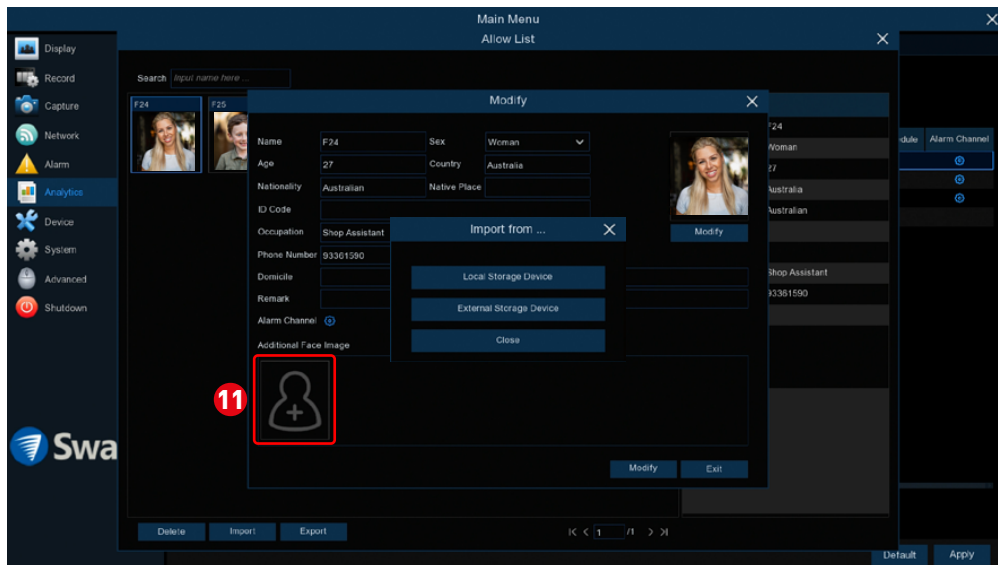 Main Menu
Allow List
Display
Record
Capture
Network
Alarm
Analytics
Device
System
Advanced
Shutdown
Swa
Search Input name here ...
F24 F25
Modify
Name F24 Sex Woman
Age 27 Country Australia
Nationality Australian Native Place
ID Code
Occupation Shop Assistant
Phone Number 93361590
Domicile
Remark
Alarm Channel
Additional Face Image
Modify
Import from ...
Local Storage Device
External Storage Device
Close
11
Modify Exit
F24
Woman
27
Australia
Australian
Shop Assistant
93361590
dule Alarm Channel
Delete Import Export
1 /1
Default Apply